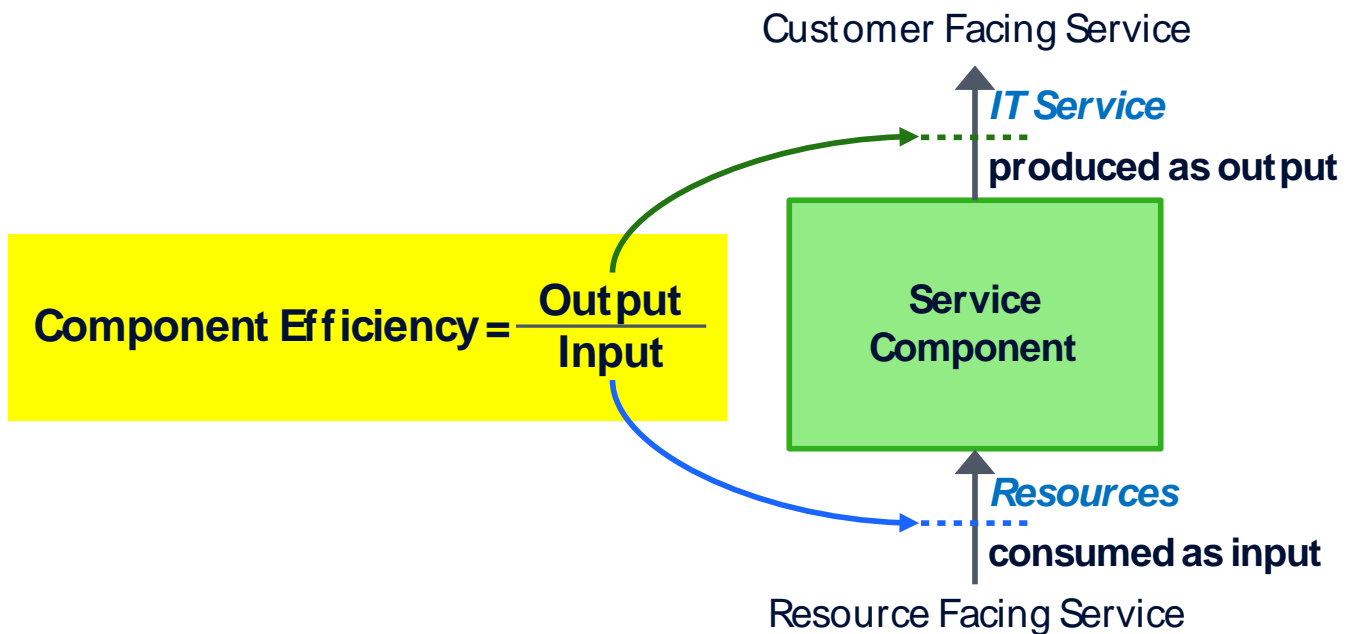 Customer Facing Service
IT Service
produced as output
Component Efficiency = Output
Input
Service
Component
Resources
consumed as input
Resource Facing Service